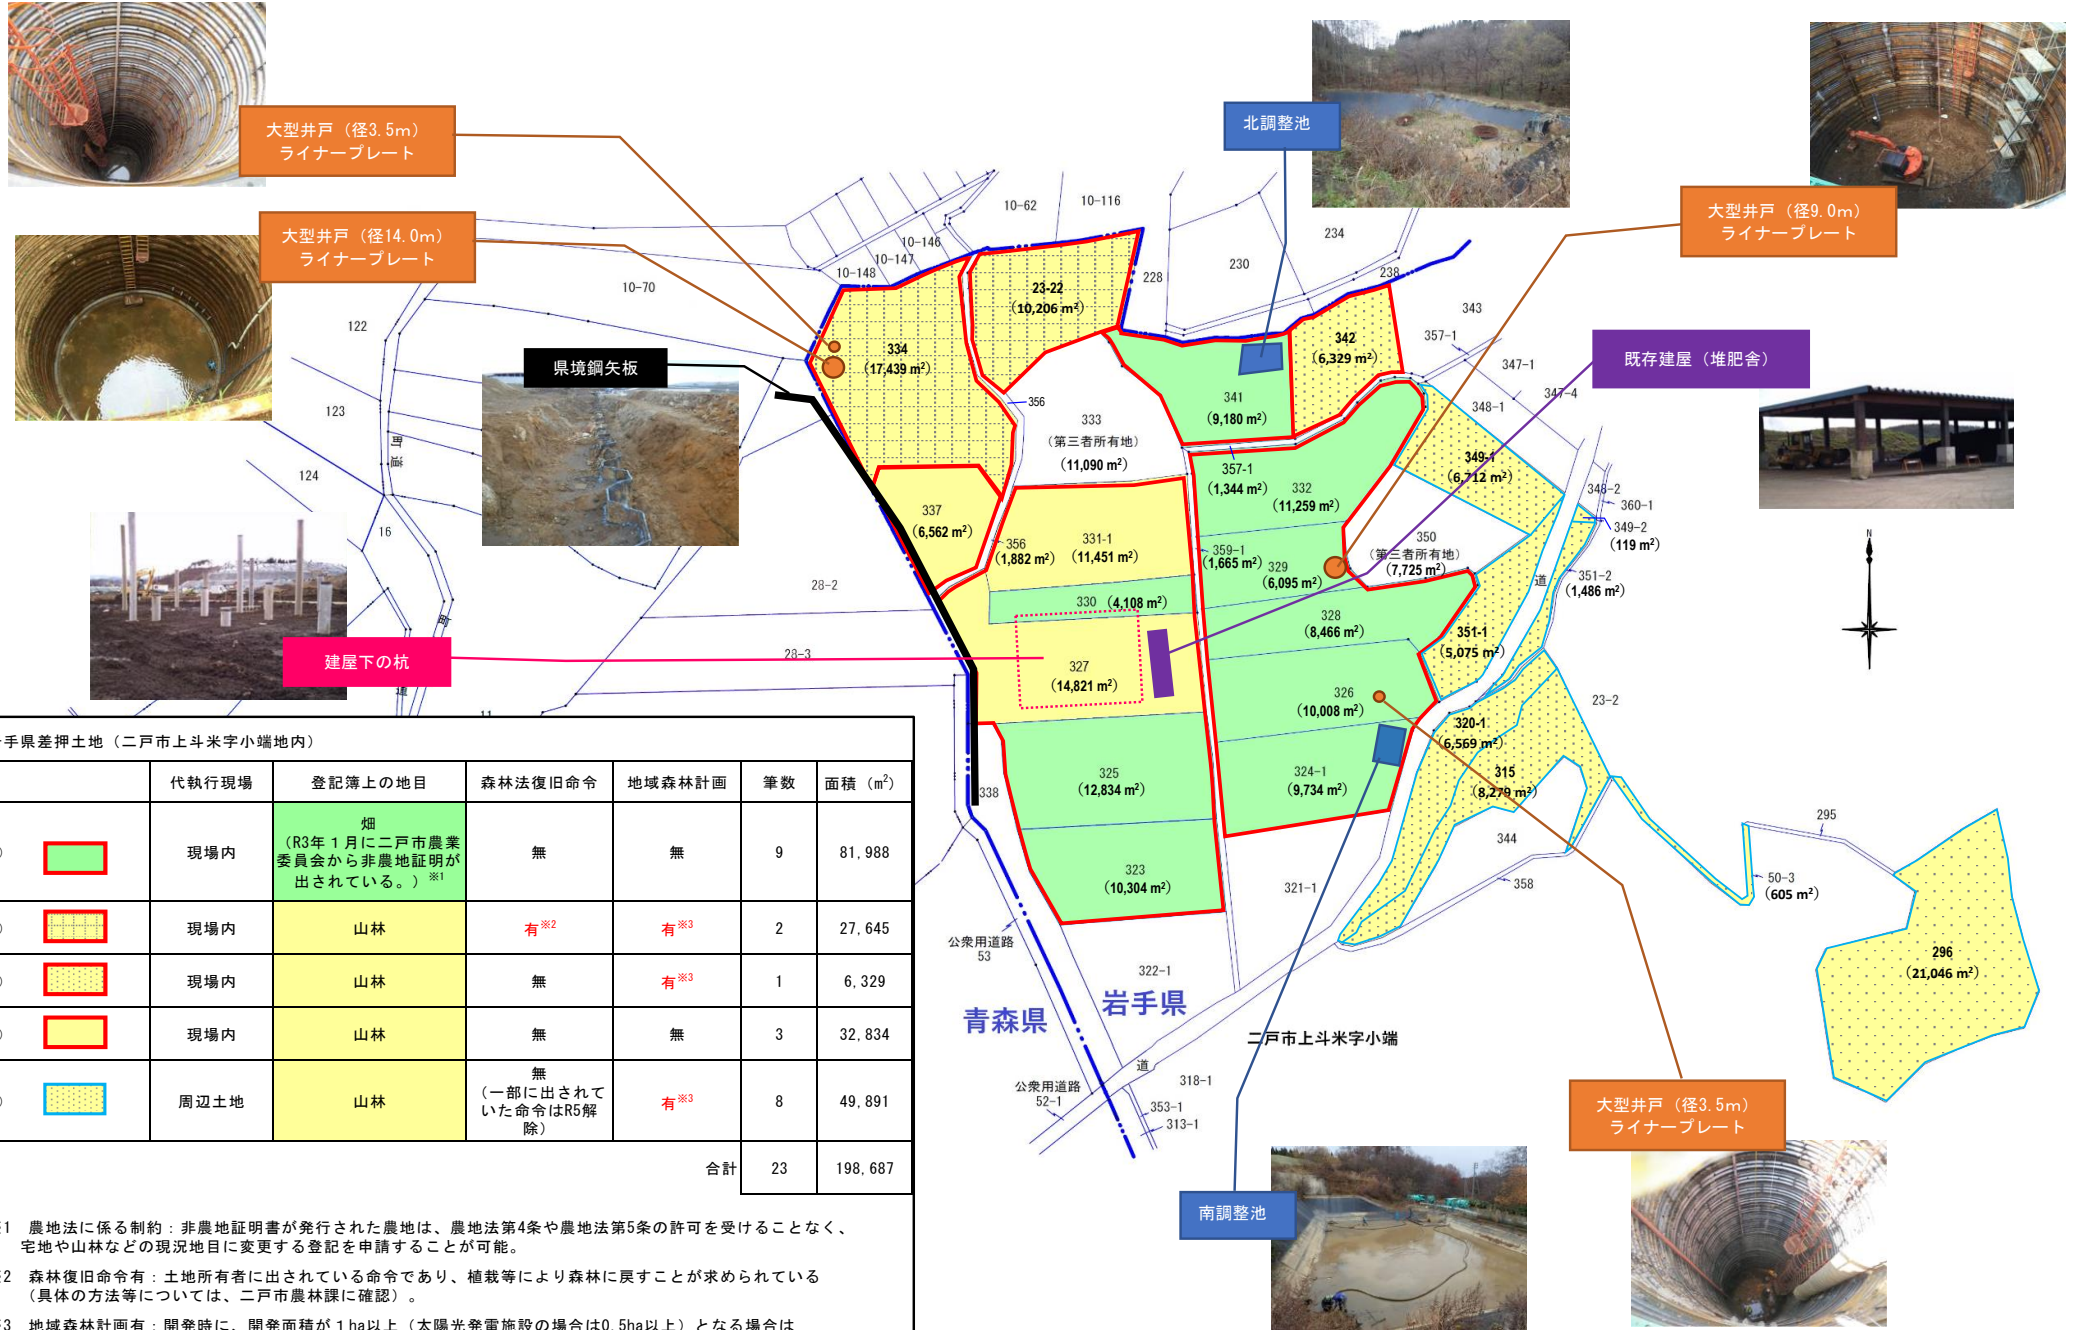 大型井戸（径3.5m）
ライナープレート
大型井戸（径14.0m）
ライナープレート
北調整池
大型井戸（径9.0m）
ライナープレート
県境鋼矢板
既存建屋（堆肥舎）
建屋下の杭
10-62
10-116
10-146
10-147
10-148
10-70
228
230
234
238
343
357-1
347-1
347-4
348-1
122
123
124
16
町
道
23-22
(10,206 m²)
334
(17,439 m²)
342
(6,329 m²)
341
(9,180 m²)
356
333
(第三者所有地)
(11,090 m²)
357-1
(1,344 m²)
332
(11,259 m²)
349-1
(6,712 m²)
348-2
360-1
349-2
(119 m²)
351-2
(1,486 m²)
337
(6,562 m²)
356
(1,882 m²)
331-1
(11,451 m²)
359-1
(1,665 m²)
329
(6,095 m²)
350
(第三者所有地)
(7,725 m²)
道
28-2
28-3
330 (4,108 m²)
328
(8,466 m²)
351-1
(5,075 m²)
327
(14,821 m²)
326
(10,008 m²)
23-2
320-1
(6,569 m²)
315
(8,279 m²)
道
11
N
338
325
(12,834 m²)
324-1
(9,734 m²)
344
295
50-3
(605 m²)
323
(10,304 m²)
321-1
358
296
(21,046 m²)
公衆用道路
53
322-1
青森県
岩手県
二戸市上斗米字小端
道
公衆用道路
52-1
318-1
353-1
313-1
大型井戸（径3.5m）
ライナープレート
南調整池
手県差押土地（二戸市上斗米字小端地内）
代執行現場 登記簿上の地目 森林法復旧命令 地域森林計画 筆数 面積（m²）
現場内 畑
（R3年１月に二戸市農業
委員会から非農地証明が
出されている。）※1 無 無 9 81,988
現場内 山林 有※2 有※3 2 27,645
現場内 山林 無 有※3 1 6,329
現場内 山林 無 無 3 32,834
周辺土地 山林 無
（一部に出されて
いた命令はR5解
除） 有※3 8 49,891
合計 23 198,687
1 農地法に係る制約：非農地証明書が発行された農地は、農地法第4条や農地法第5条の許可を受けることなく、
宅地や山林などの現況地目に変更する登記を申請することが可能。
2 森林復旧命令有：土地所有者に出されている命令であり、植栽等により森林に戻すことが求められている
（具体の方法等については、二戸市農林課に確認）。
3 地域森林計画有：開発時に、開発面積が１ha以上（太陽光発電施設の場合は0.5ha以上）となる場合は